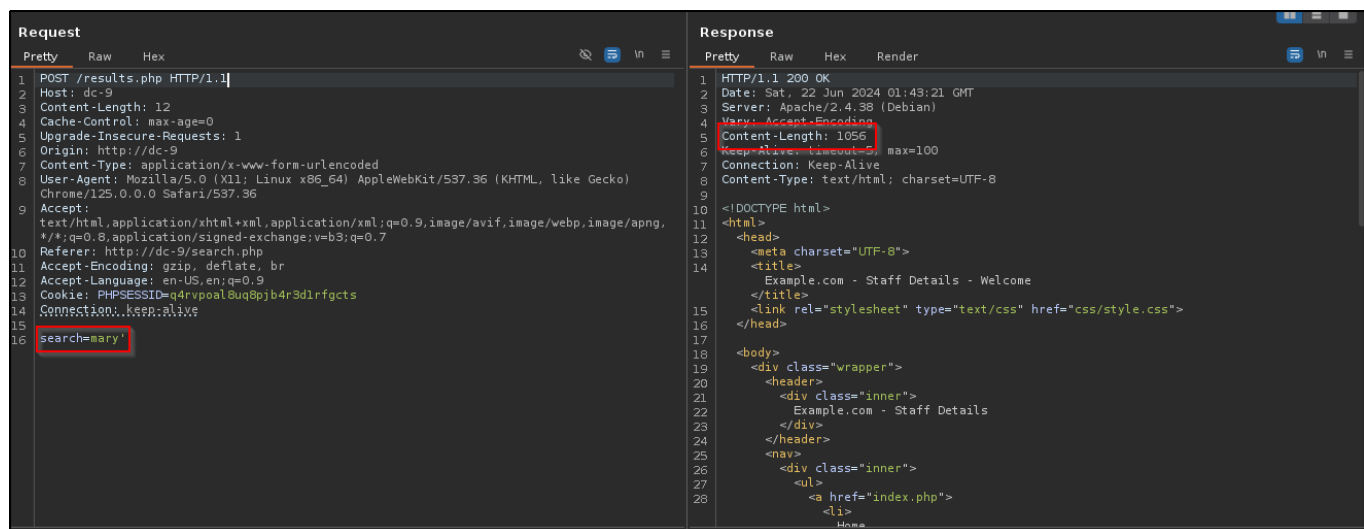 Request
Pretty Raw Hex \n
1 POST /results.php HTTP/1.1
2 Host: dc-9
3 Content-Length: 12
4 Cache-Control: max-age=0
5 Upgrade-Insecure-Requests: 1
6 Origin: http://dc-9
7 Content-Type: application/x-www-form-urlencoded
8 User-Agent: Mozilla/5.0 (X11; Linux x86_64) AppleWebKit/537.36 (KHTML, like Gecko)
Chrome/125.0.0.0 Safari/537.36
9 Accept:
text/html,application/xhtml+xml,application/xml;q=0.9,image/avif,image/webp,image/apng,
*/*;q=0.8,application/signed-exchange;v=b3;q=0.7
10 Referer: http://dc-9/search.php
11 Accept-Encoding: gzip, deflate, br
12 Accept-Language: en-US,en;q=0.9
13 Cookie: PHPSESSID=q4rvpoal8uq8pjb4r3d1rfgcts
14 Connection: keep-alive
15
16 search=mary'
Response
Pretty Raw Hex Render \n
1 HTTP/1.1 200 OK
2 Date: Sat, 22 Jun 2024 01:43:21 GMT
3 Server: Apache/2.4.38 (Debian)
4 Vary: Accept-Encoding
5 Content-Length: 1056
6 Keep-Alive: timeout=5, max=100
7 Connection: Keep-Alive
8 Content-Type: text/html; charset=UTF-8
9
10 <!DOCTYPE html>
11 <html>
12 <head>
13 <meta charset="UTF-8">
14 <title>
Example.com - Staff Details - Welcome
</title>
15 <link rel="stylesheet" type="text/css" href="css/style.css">
16 </head>
17
18 <body>
19 <div class="wrapper">
20 <header>
21 <div class="inner">
22 Example.com - Staff Details
23 </div>
24 </header>
25 <nav>
26 <div class="inner">
27 <ul>
28 <a href="index.php">
<li>
Home